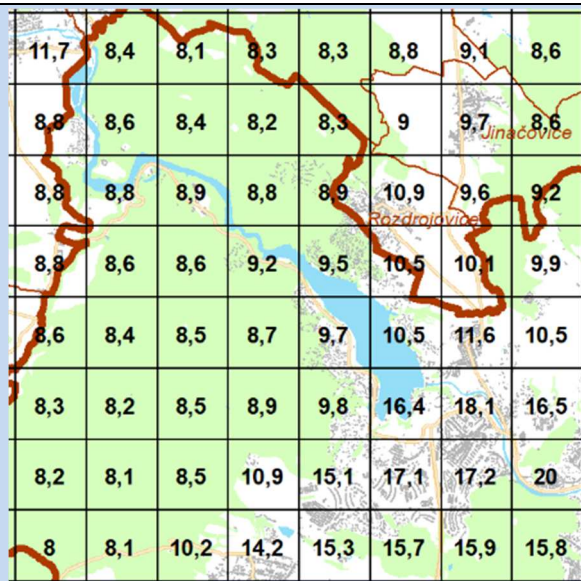 11,7 8,4 8,1 8,3 8,3 8,8 9,1 8,6
8,8 8,6 8,4 8,2 8,3 9 9,7 8,6
Jinačovice
8,8 8,8 8,9 8,8 8,9 10,9 9,6 9,2
Rozdrojovice
8,8 8,6 8,6 9,2 9,5 10,5 10,1 9,9
8,6 8,4 8,5 8,7 9,7 10,5 11,6 10,5
8,3 8,2 8,5 8,9 9,8 16,4 18,1 16,5
8,2 8,1 8,5 10,9 15,1 17,1 17,2 20
8 8,1 10,2 14,2 15,3 15,7 15,9 15,8